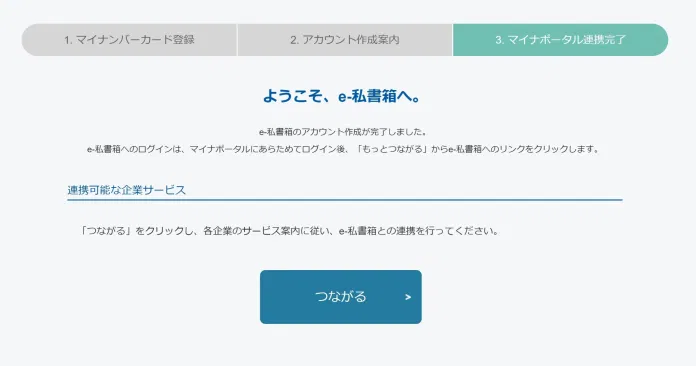 1. マイナンバーカード登録
2. アカウント作成案内
3. マイナポータル連携完了
ようこそ、e-私書箱へ。
e-私書箱のアカウント作成が完了しました。
e-私書箱へのログインは、マイナポータルにあらためてログイン後、「もっとつながる」からe-私書箱へのリンクをクリックします。
連携可能な企業サービス
「つながる」をクリックし、各企業のサービス案内に従い、e-私書箱との連携を行ってください。
つながる >